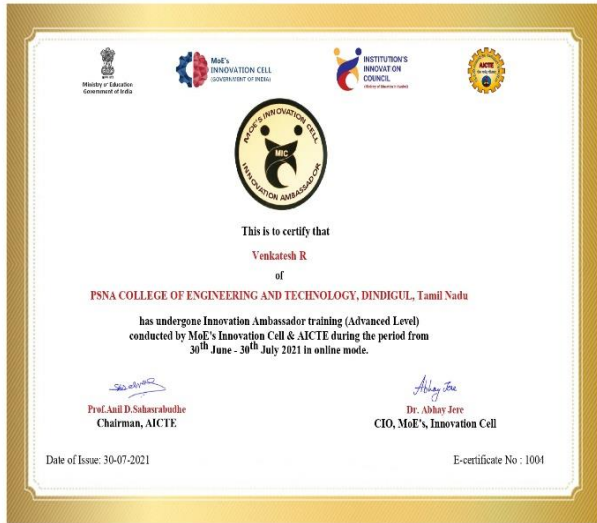 Ministry of Education
Government of India
MoE's
INNOVATION CELL
(GOVERNMENT OF INDIA)
INSTITUTION'S
INNOVATION
COUNCIL
AICTE
MOE'S INNOVATION CELL
MIC
INNOVATION AMBASSADOR
This is to certify that
Venkatesh R
of
PSNA COLLEGE OF ENGINEERING AND TECHNOLOGY, DINDIGUL, Tamil Nadu
has undergone Innovation Ambassador training (Advanced Level)
conducted by MoE's Innovation Cell & AICTE during the period from
30th June - 30th July 2021 in online mode.
Abhay Jere
Prof.Anil D.Sahasrabudhe
Chairman, AICTE
Dr. Abhay Jere
CIO, MoE's, Innovation Cell
Date of Issue: 30-07-2021
E-certificate No : 1004